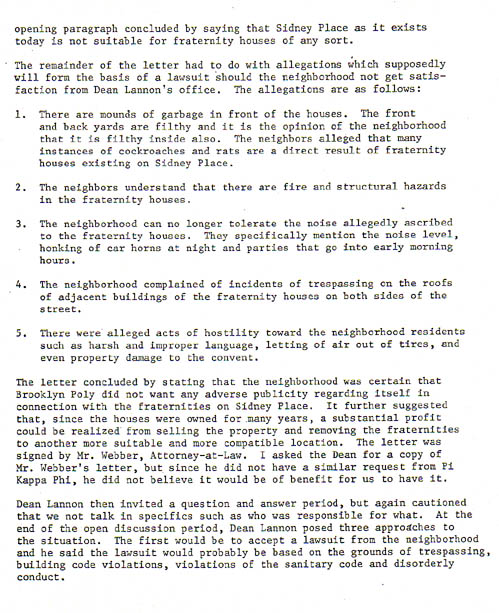 opening paragraph concluded by saying that Sidney Place as it exists
today is not suitable for fraternity houses of any sort.
The remainder of the letter had to do with allegations which supposedly
will form the basis of a lawsuit should the neighborhood not get satis-
faction from Dean Lannon's office. The allegations are as follows:
1. There are mounds of garbage in front of the houses. The front
and back yards are filthy and it is the opinion of the neighborhood
that it is filthy inside also. The neighbors alleged that many
instances of cockroaches and rats are a direct result of fraternity
houses existing on Sidney Place.
2. The neighbors understand that there are fire and structural hazards
in the fraternity houses.
3. The neighborhood can no longer tolerate the noise allegedly ascribed
to the fraternity houses. They specifically mention the noise level,
honking of car horns at night and parties that go into early morning
hours.
4. The neighborhood complained of incidents of trespassing on the roofs
of adjacent buildings of the fraternity houses on both sides of the
street.
5. There were alleged acts of hostility toward the neighborhood residents
such as harsh and improper language, letting of air out of tires, and
even property damage to the convent.
The letter concluded by stating that the neighborhood was certain that
Brooklyn Poly did not want any adverse publicity regarding itself in
connection with the fraternities on Sidney Place. It further suggested
that, since the houses were owned for many years, a substantial profit
could be realized from selling the property and removing the fraternities
to another more suitable and more compatible location. The letter was
signed by Mr. Webber, Attorney-at-Law. I asked the Dean for a copy of
Mr. Webber's letter, but since he did not have a similar request from Pi
Kappa Phi, he did not believe it would be of benefit for us to have it.
Dean Lannon then invited a question and answer period, but again cautioned
that we not talk in specifics such as who was responsible for what. At the
end of the open discussion period, Dean Lannon posed three approaches to
the situation. The first would be to accept a lawsuit from the neighborhood
and he said the lawsuit would probably be based on the grounds of trespassing,
building code violations, violations of the sanitary code and disorderly
conduct.